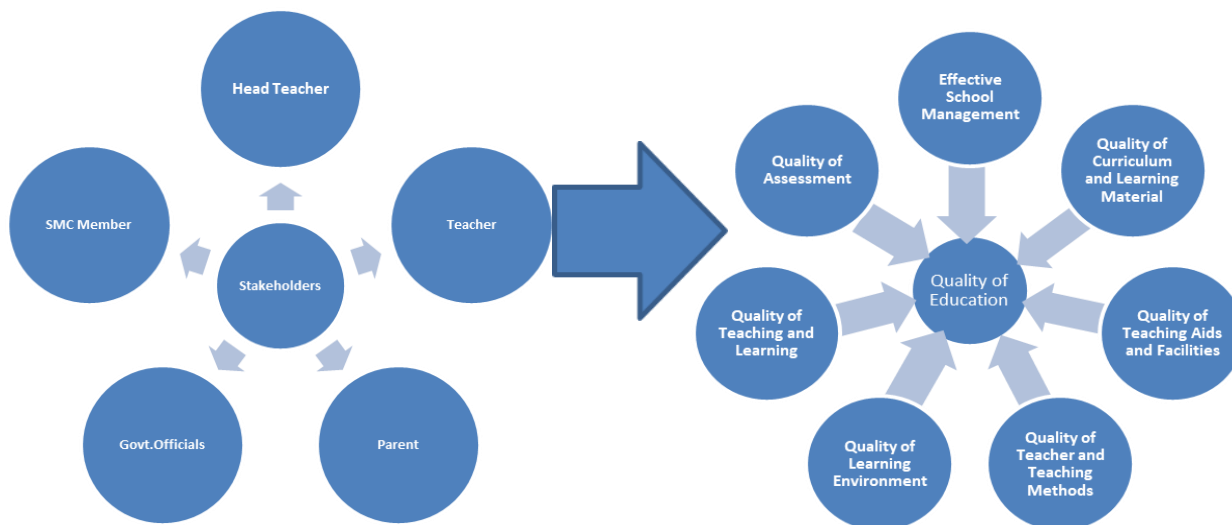 Head Teacher
SMC Member
Teacher
Stakeholders
Govt.Officials
Parent
Effective
School
Management
Quality of
Assessment
Quality of
Curriculum
and Learning
Material
Quality of
Education
Quality of
Teaching and
Learning
Quality of
Teaching Aids
and Facilities
Quality of
Learning
Environment
Quality of
Teacher and
Teaching
Methods